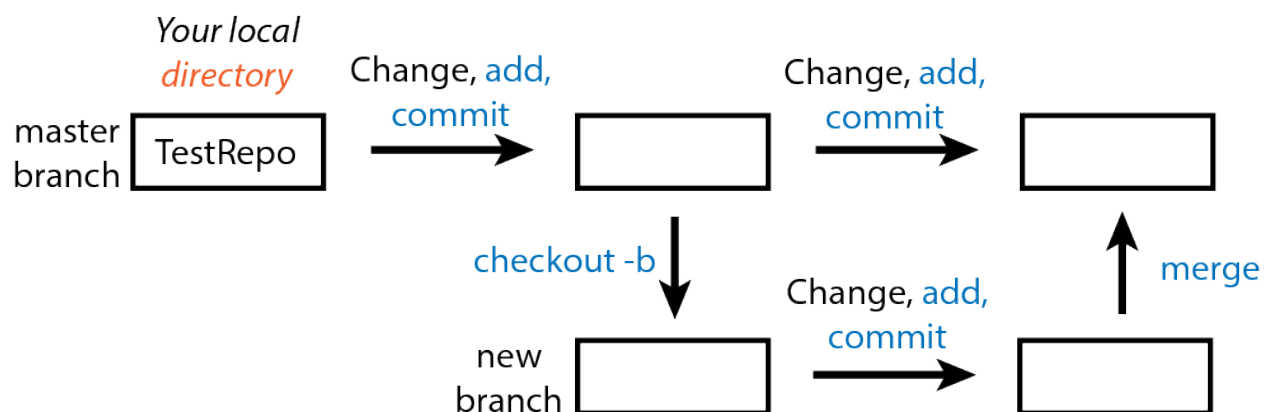 Your local
directory
Change, add,
commit
Change, add,
commit
master
branch
TestRepo
checkout -b
Change, add,
commit
merge
new
branch